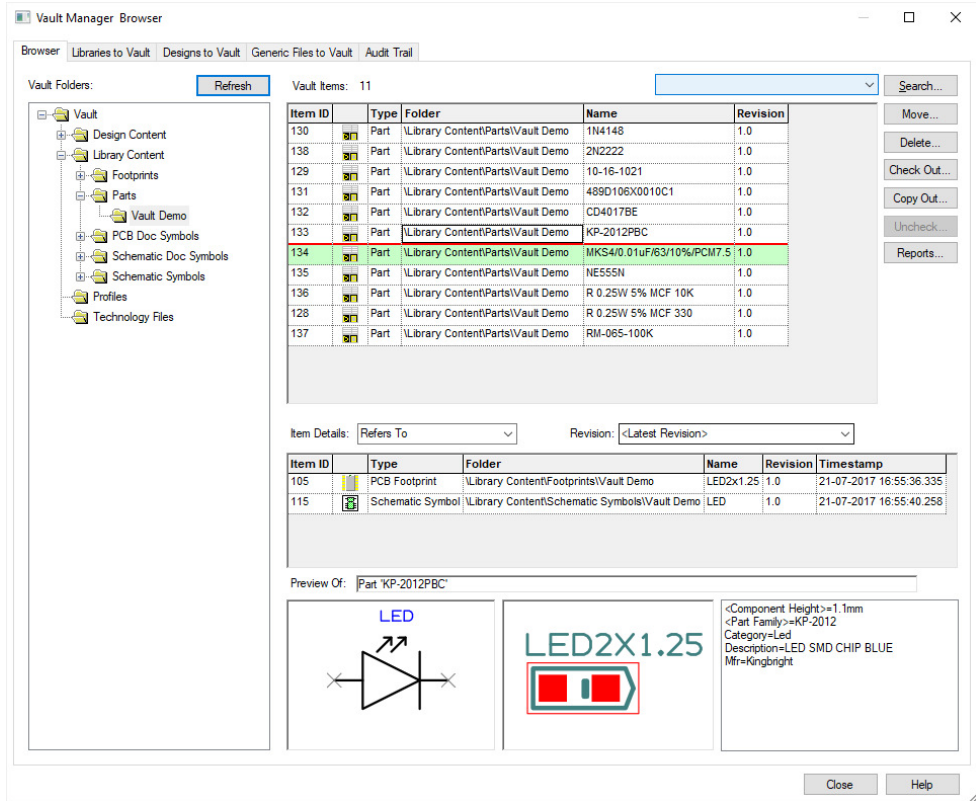 Vault Manager Browser
Browser Libraries to Vault Designs to Vault Generic Files to Vault Audit Trail
Vault Folders: Refresh Vault Items: 11 Search...
Vault
Design Content
Library Content
Footprints
Parts
Vault Demo
PCB Doc Symbols
Schematic Doc Symbols
Schematic Symbols
Profiles
Technology Files
Item ID Type Folder Name Revision
130 Part \Library Content\Parts\Vault Demo 1N4148 1.0
138 Part \Library Content\Parts\Vault Demo 2N2222 1.0
129 Part \Library Content\Parts\Vault Demo 10-16-1021 1.0
131 Part \Library Content\Parts\Vault Demo 489D106X0010C1 1.0
132 Part \Library Content\Parts\Vault Demo CD4017BE 1.0
133 Part \Library Content\Parts\Vault Demo KP-2012PBC 1.0
134 Part \Library Content\Parts\Vault Demo MKS4/0.01uF/63/10%/PCM7.5 1.0
135 Part \Library Content\Parts\Vault Demo NE555N 1.0
136 Part \Library Content\Parts\Vault Demo R 0.25W 5% MCF 10K 1.0
128 Part \Library Content\Parts\Vault Demo R 0.25W 5% MCF 330 1.0
137 Part \Library Content\Parts\Vault Demo RM-065-100K 1.0
Move...
Delete...
Check Out...
Copy Out...
Uncheck...
Reports...
Item Details: Refers To Revision: <Latest Revision>
Item ID Type Folder Name Revision Timestamp
105 PCB Footprint \Library Content\Footprints\Vault Demo LED2x1.25 1.0 21-07-2017 16:55:36.335
115 Schematic Symbol \Library Content\Schematic Symbols\Vault Demo LED 1.0 21-07-2017 16:55:40.258
Preview Of: Part 'KP-2012PBC'
LED
LED2X1.25
<Component Height>=1.1mm
<Part Family>=KP-2012
Category=Led
Description=LED SMD CHIP BLUE
Mfr=Kingbright
Close Help